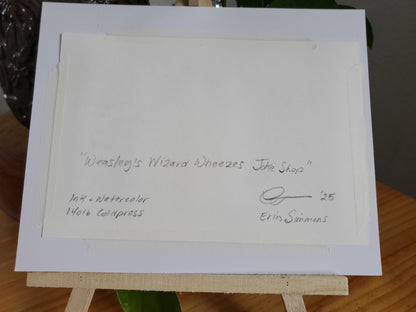 "Weasley's Wizard Wheezes Joke Shop"
Ink + Watercolor
140lb Coldpress
'25
Erin Simmons